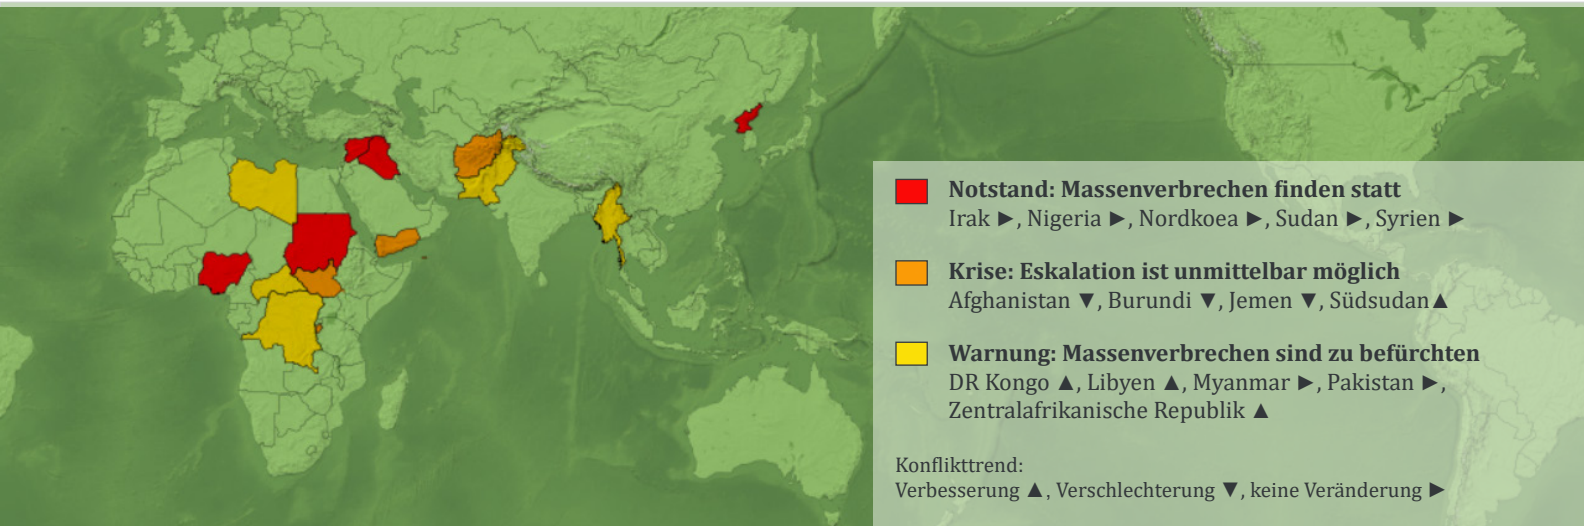 Notstand: Massenverbrechen finden statt
Irak ►, Nigeria ►, Nordkoea ►, Sudan ►, Syrien ►
Krise: Eskalation ist unmittelbar möglich
Afghanistan ▼, Burundi ▼, Jemen ▼, Südsudan▲
Warnung: Massenverbrechen sind zu befürchten
DR Kongo ▲, Libyen ▲, Myanmar ►, Pakistan ►,
Zentralafrikanische Republik ▲
Konflikttrend:
Verbesserung ▲, Verschlechterung ▼, keine Veränderung ►